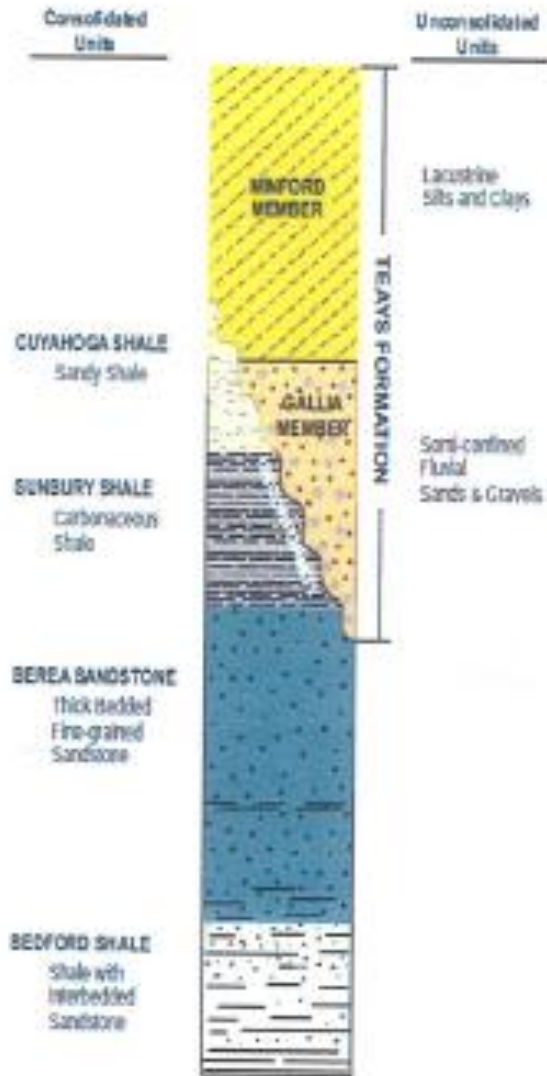 Consolidated
Units
Unconsolidated
Units
MINFORD
MEMBER
Lacustrine
Silts and Clays
TEAYS FORMATION
CUYAHOGA SHALE
Sandy Shale
GALLIA
MEMBER
Semi-confined
Fluvial
Sands & Gravels
SUNBURY SHALE
Carbonaceous
Shale
BEREA SANDSTONE
Thick Bedded
Fine-grained
Sandstone
BEDFORD SHALE
Shale with
Interbedded
Sandstone